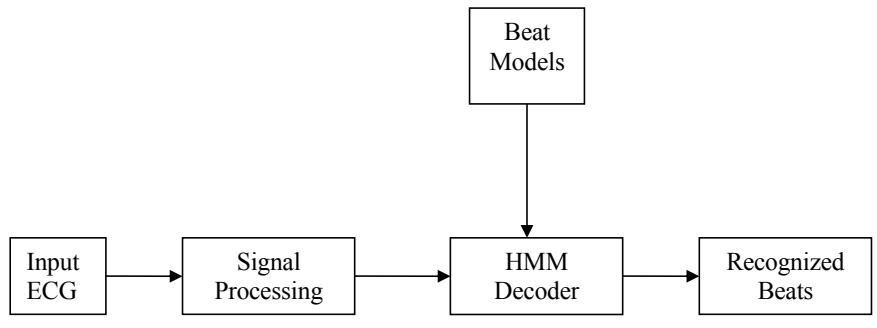 Beat
Models
Input
ECG
Signal
Processing
HMM
Decoder
Recognized
Beats